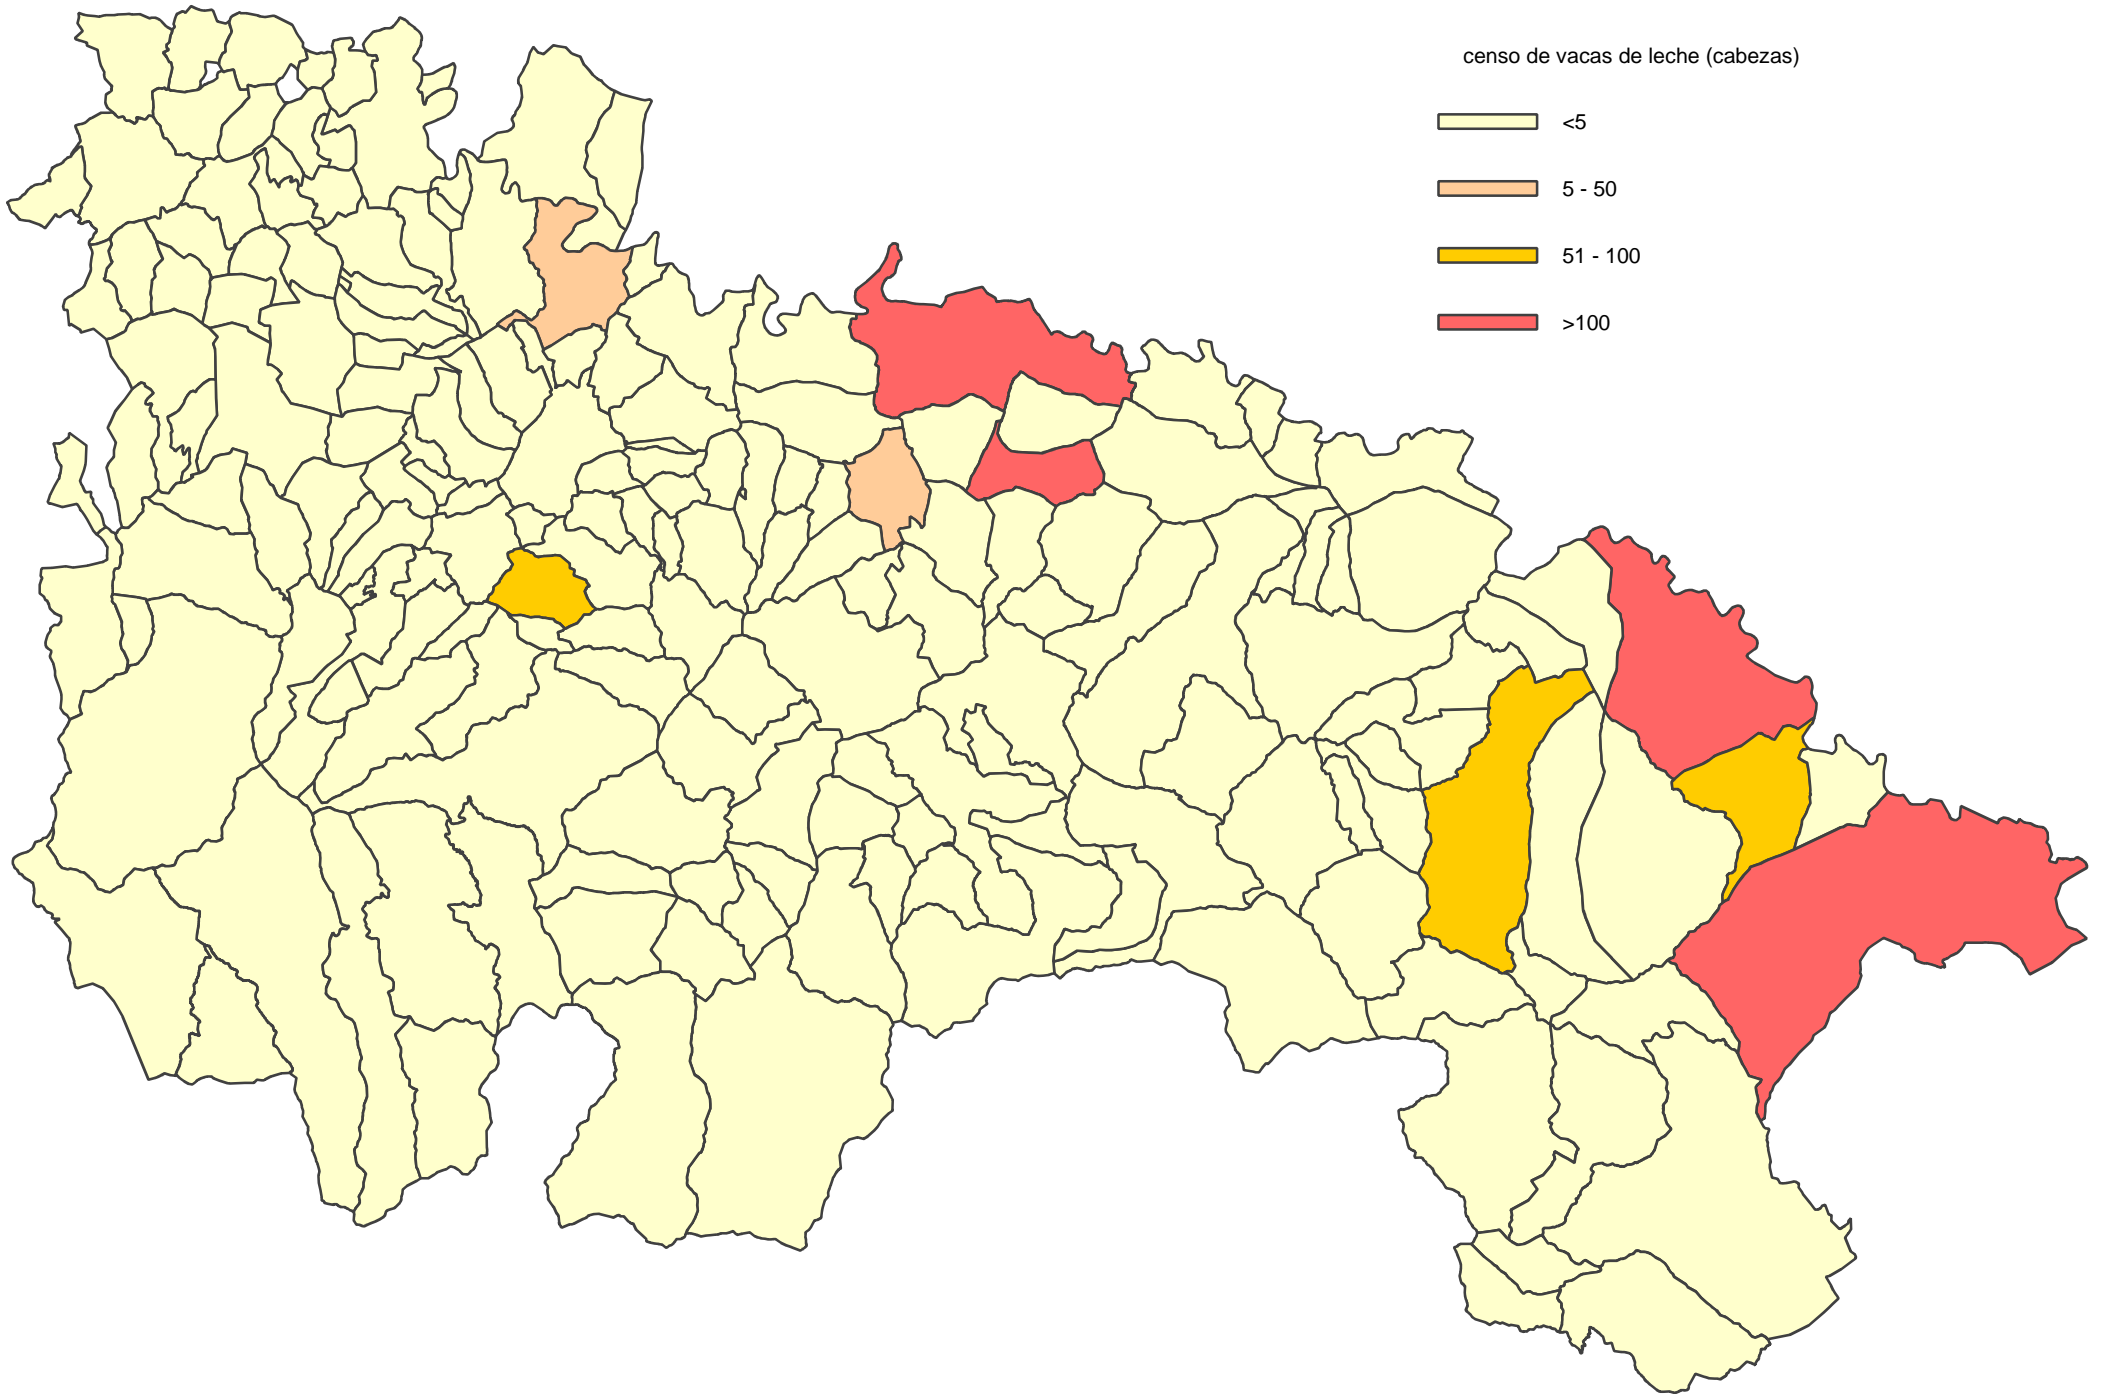 censo de vacas de leche (cabezas)
<5
5 - 50
51 - 100
>100